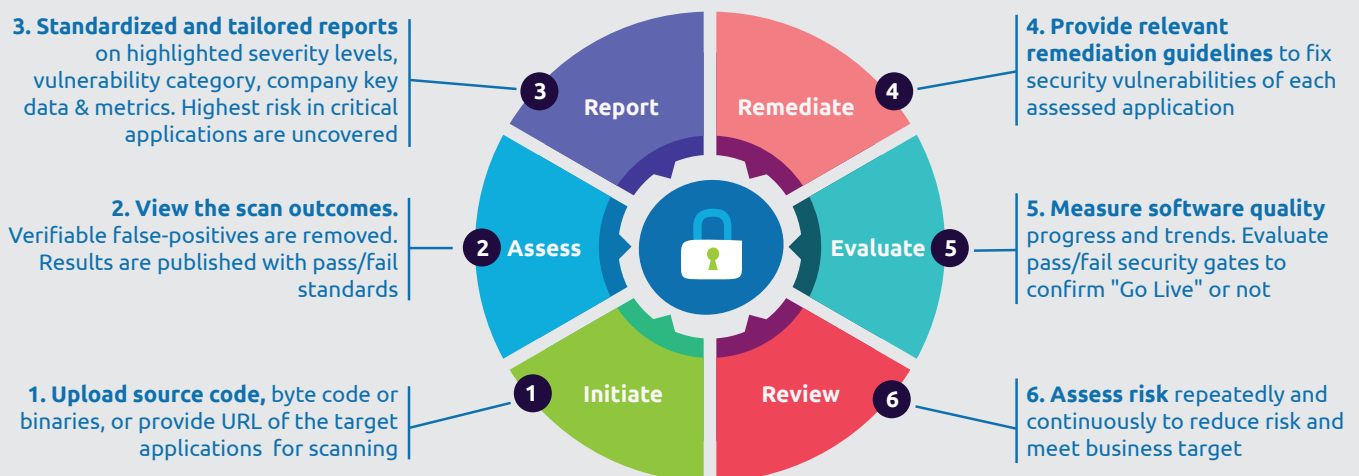 3. Standardized and tailored reports
on highlighted severity levels,
vulnerability category, company key
data & metrics. Highest risk in critical
applications are uncovered
2. View the scan outcomes.
Verifiable false-positives are removed.
Results are published with pass/fail
standards
1. Upload source code, byte code or
binaries, or provide URL of the target
applications for scanning
3
Report
Remediate
4
2
Assess
Evaluate
5
1
Initiate
Review
6
4. Provide relevant
remediation guidelines to fix
security vulnerabilities of each
assessed application
5. Measure software quality
progress and trends. Evaluate
pass/fail security gates to
confirm "Go Live" or not
6. Assess risk repeatedly and
continuously to reduce risk and
meet business target